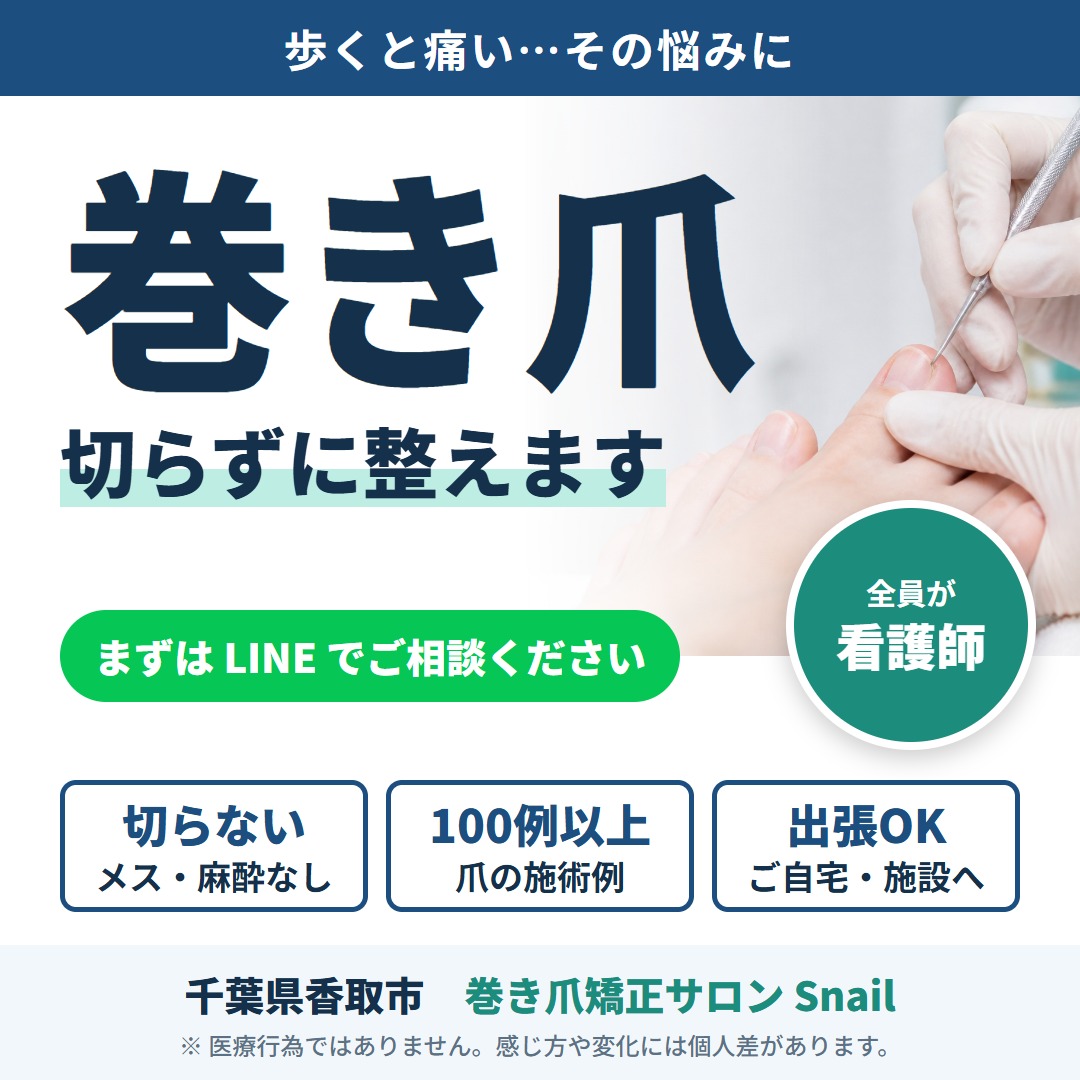 歩くと痛い…その悩みに
巻き爪
切らずに整えます
全員が
看護師
まずは LINE でご相談ください
切らない
メス・麻酔なし
100例以上
爪の施術例
出張OK
ご自宅・施設へ
千葉県香取市　巻き爪矯正サロン Snail
※ 医療行為ではありません。感じ方や変化には個人差があります。